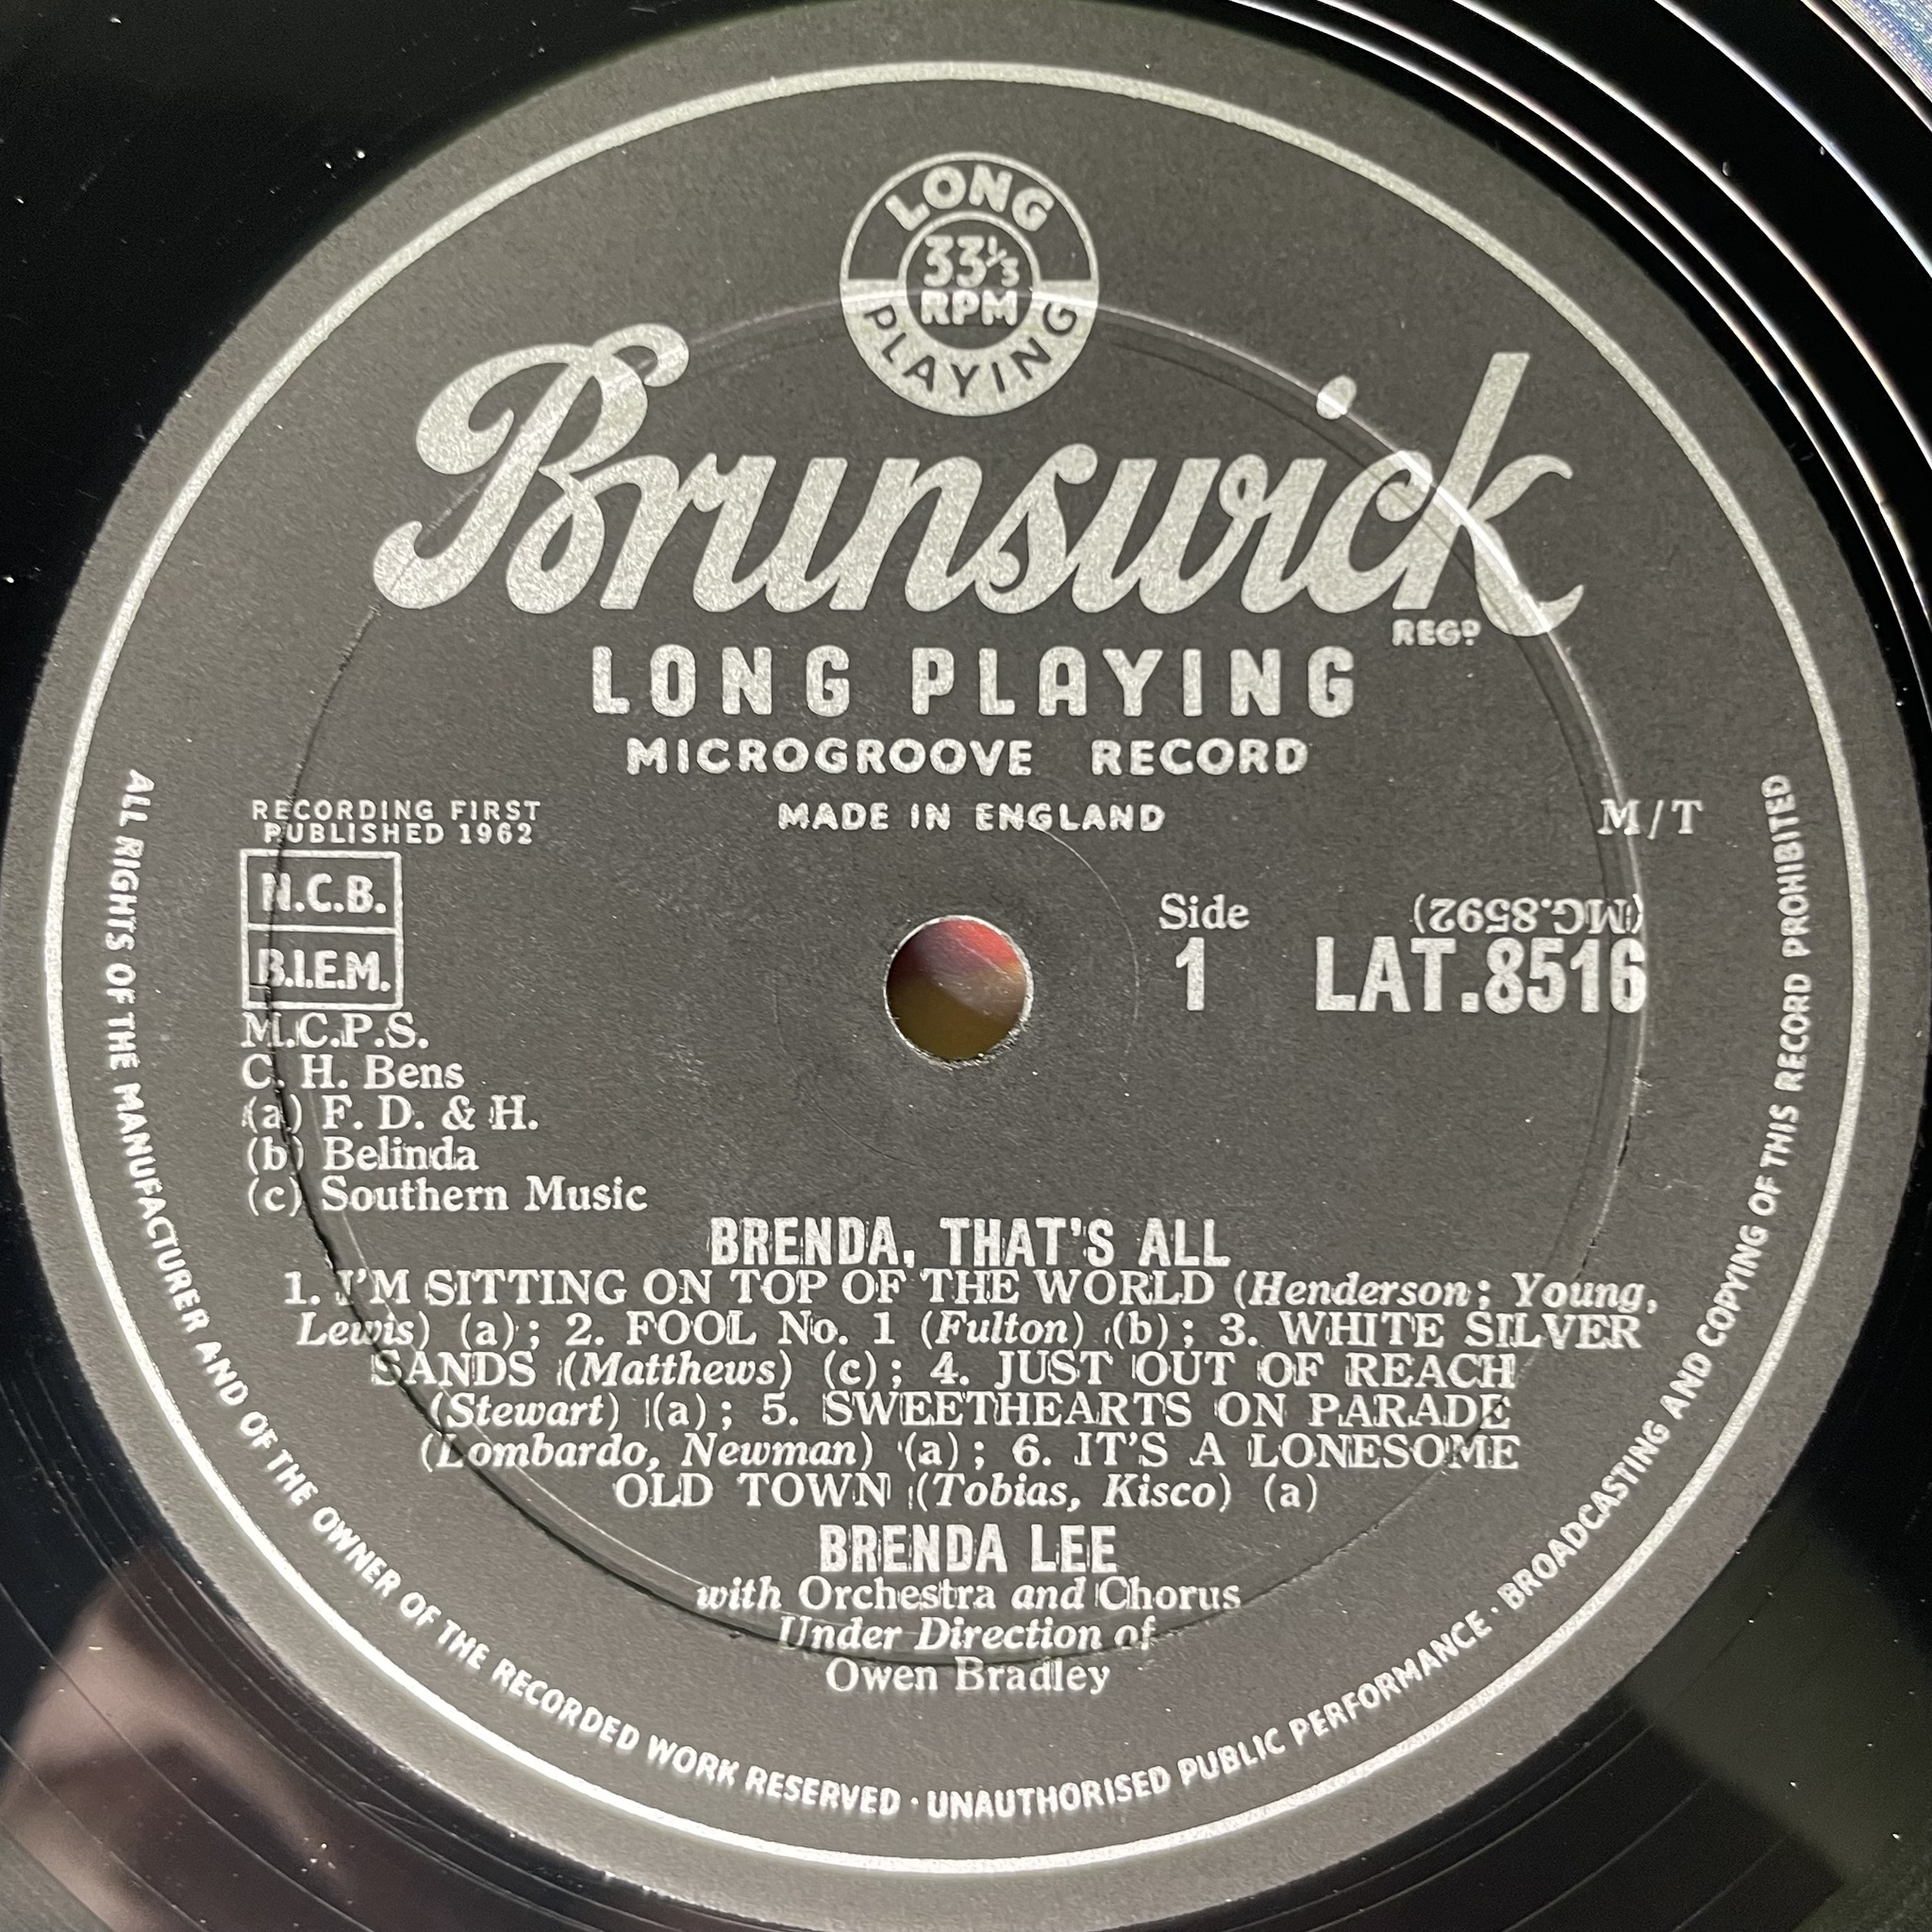 LONG
33⅓
RPM
PLAYING
Brunswick
REGD
LONG PLAYING
MICROGROOVE RECORD
MADE IN ENGLAND
RECORDING FIRST
PUBLISHED 1962
M/T
N.C.B.
B.I.E.M.
M.C.P.S.
C. H. Bens
(a) F. D. & H.
(b) Belinda
(c) Southern Music
Side
1
(MG.8592)
LAT.8516
BRENDA, THAT'S ALL
1. I'M SITTING ON TOP OF THE WORLD (Henderson; Young,
Lewis) (a); 2. FOOL No. 1 (Fulton) (b); 3. WHITE SILVER
SANDS (Matthews) (c); 4. JUST OUT OF REACH
(Stewart) (a); 5. SWEETHEARTS ON PARADE
(Lombardo, Newman) (a); 6. IT'S A LONESOME
OLD TOWN (Tobias, Kisco) (a)
BRENDA LEE
with Orchestra and Chorus
Under Direction of
Owen Bradley
ALL RIGHTS OF THE MANUFACTURER AND OF THE OWNER OF THE RECORDED WORK RESERVED · UNAUTHORISED PUBLIC PERFORMANCE · BROADCASTING AND COPYING OF THIS RECORD PROHIBITED